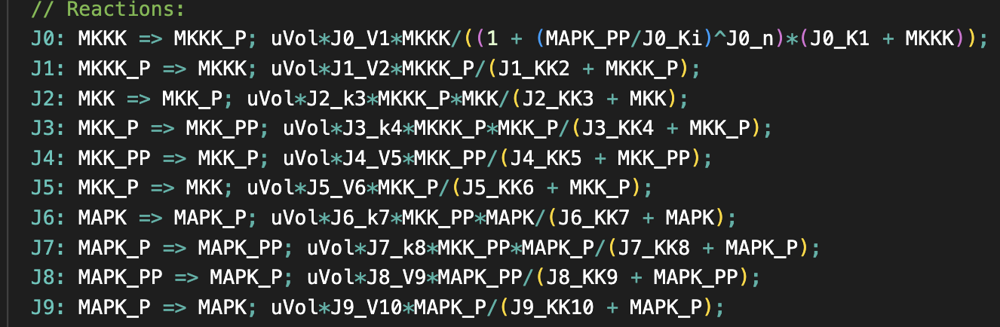 // Reactions:
J0: MKKK => MKKK_P; uVol*J0_V1*MKKK/((1 + (MAPK_PP/J0_Ki)^J0_n)*(J0_K1 + MKKK));
J1: MKKK_P => MKKK; uVol*J1_V2*MKKK_P/(J1_KK2 + MKKK_P);
J2: MKK => MKK_P; uVol*J2_k3*MKKK_P*MKK/(J2_KK3 + MKK);
J3: MKK_P => MKK_PP; uVol*J3_k4*MKKK_P*MKK_P/(J3_KK4 + MKK_P);
J4: MKK_PP => MKK_P; uVol*J4_V5*MKK_PP/(J4_KK5 + MKK_PP);
J5: MKK_P => MKK; uVol*J5_V6*MKK_P/(J5_KK6 + MKK_P);
J6: MAPK => MAPK_P; uVol*J6_k7*MKK_PP*MAPK/(J6_KK7 + MAPK);
J7: MAPK_P => MAPK_PP; uVol*J7_k8*MKK_PP*MAPK_P/(J7_KK8 + MAPK_P);
J8: MAPK_PP => MAPK_P; uVol*J8_V9*MAPK_PP/(J8_KK9 + MAPK_PP);
J9: MAPK_P => MAPK; uVol*J9_V10*MAPK_P/(J9_KK10 + MAPK_P);